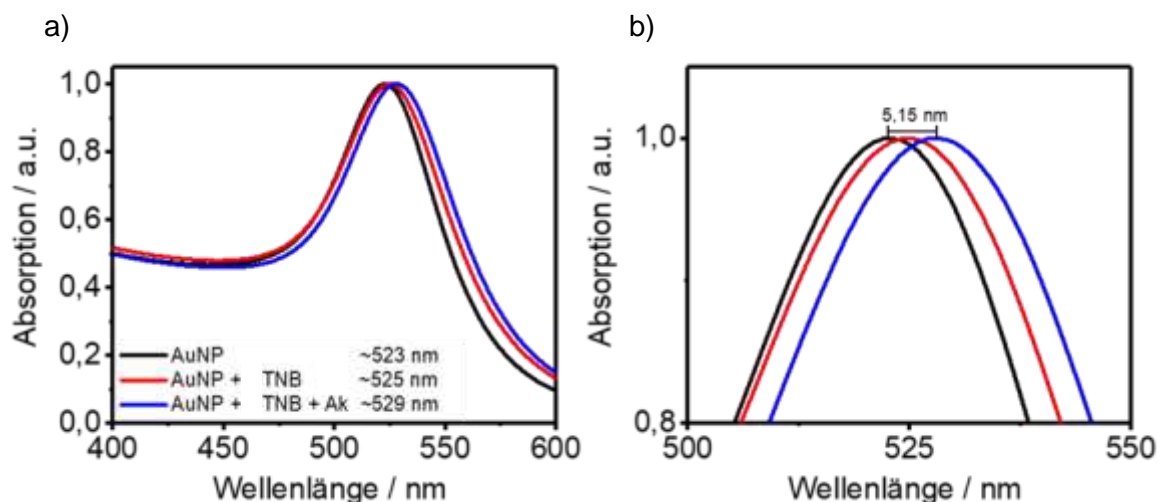 a)
b)
1,0
0,8
0,6
0,4
0,2
0,0
Absorption / a.u.
AuNP ~523 nm
AuNP + TNB ~525 nm
AuNP + TNB + Ak ~529 nm
400 450 500 550 600
Wellenlänge / nm
5,15 nm
1,0
0,8
Absorption / a.u.
500 525 550
Wellenlänge / nm